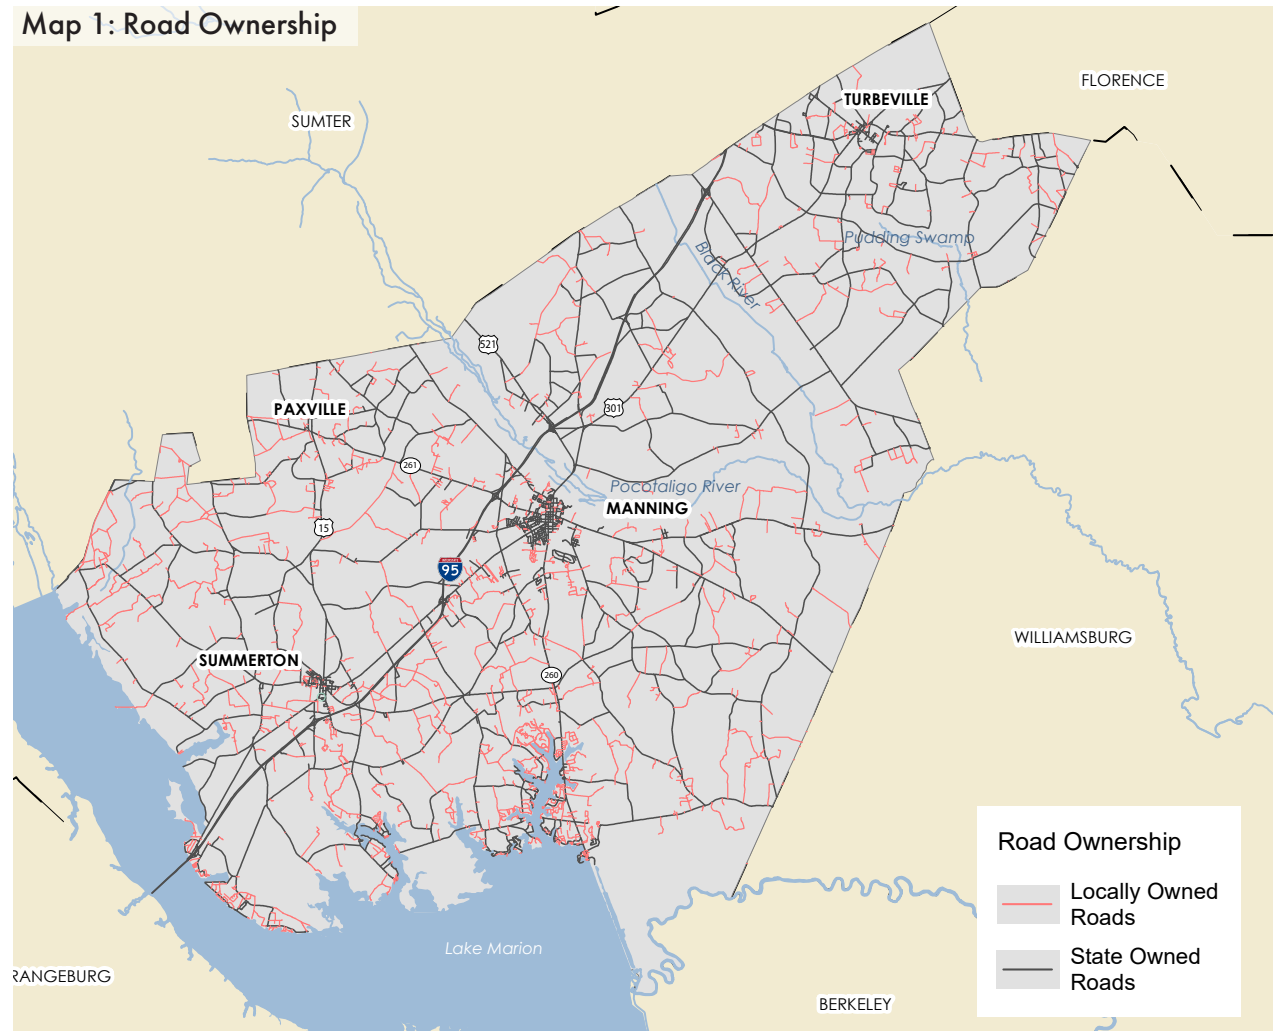 Map 1: Road Ownership
FLORENCE
TURBEVILLE
SUMTER
Pudding Swamp
Black River
521
301
PAXVILLE
261
Pocotaligo River
MANNING
15
95
WILLIAMSBURG
SUMMERTON
260
Road Ownership
Locally Owned
Roads
State Owned
Roads
Lake Marion
RANGEBURG
BERKELEY